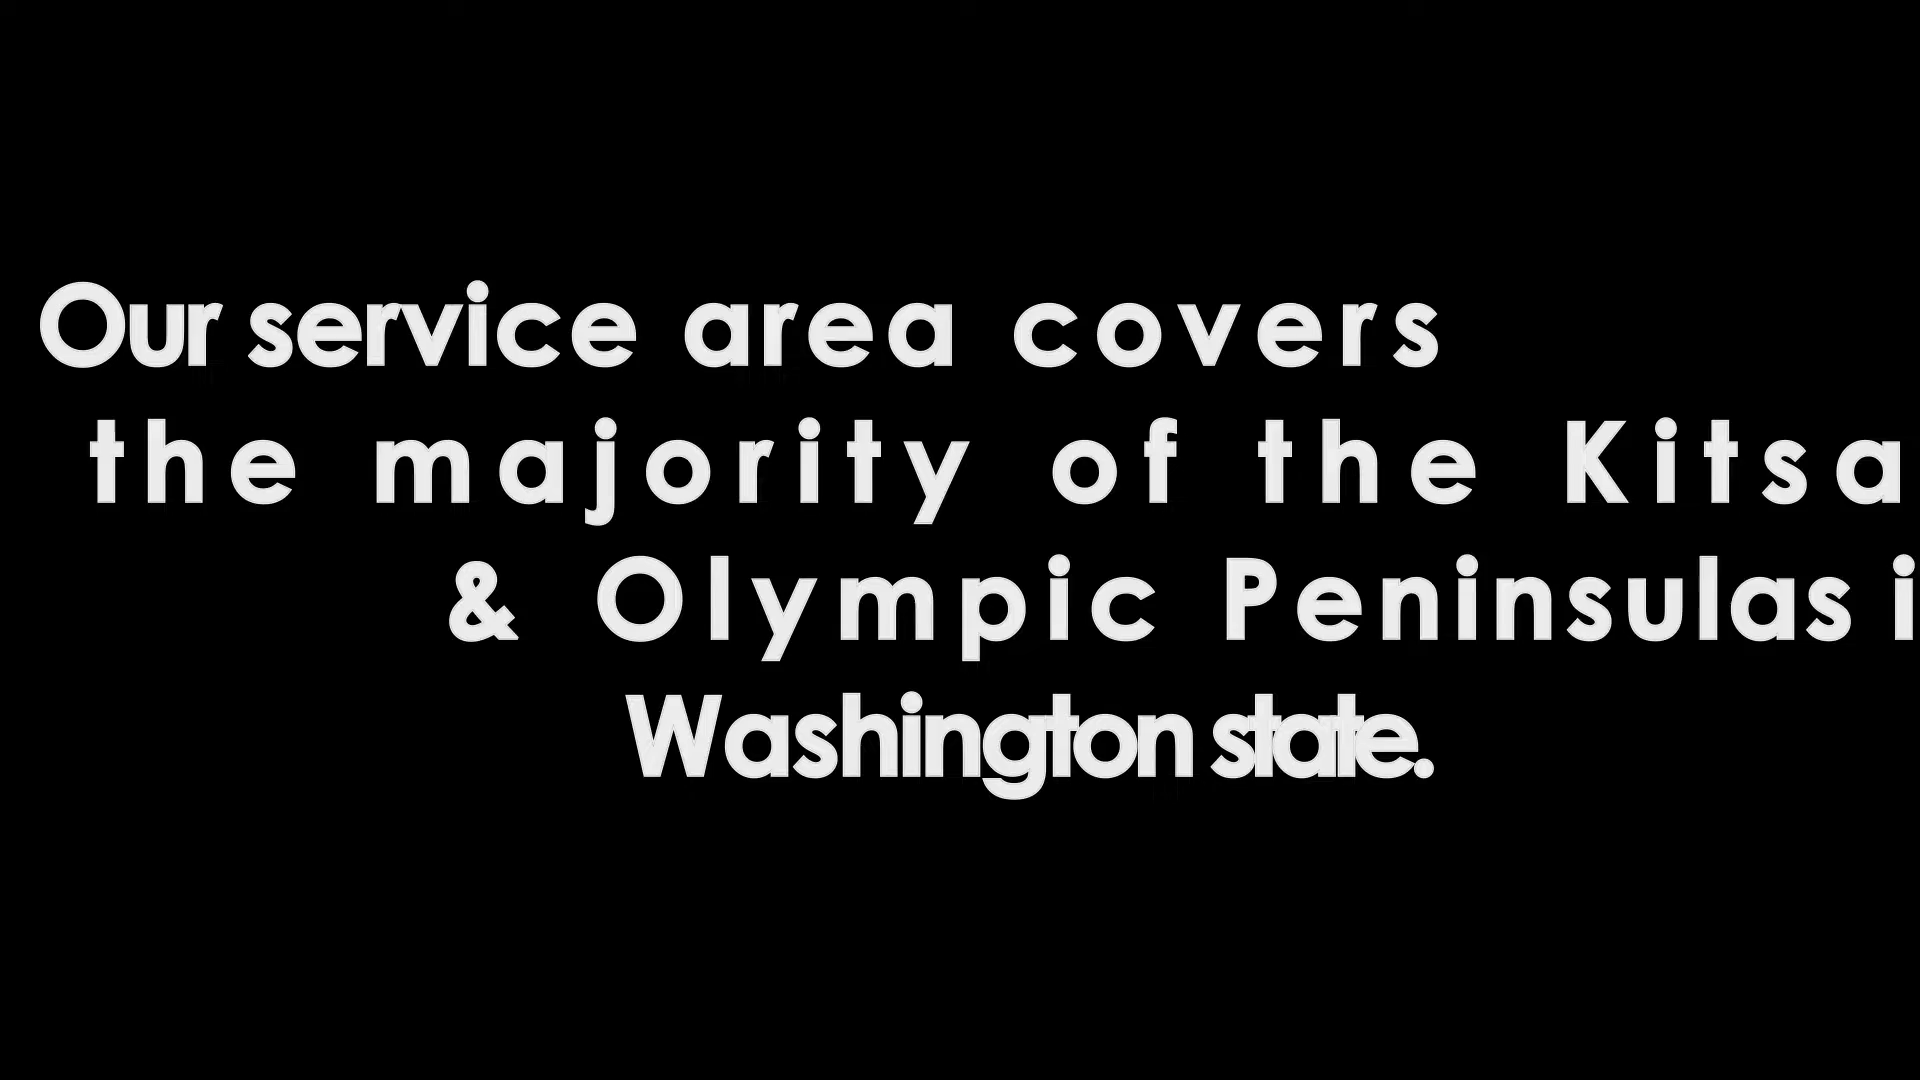 Our service area covers
the majority of the Kitsa
& Olympic Peninsulas i
Washington state.